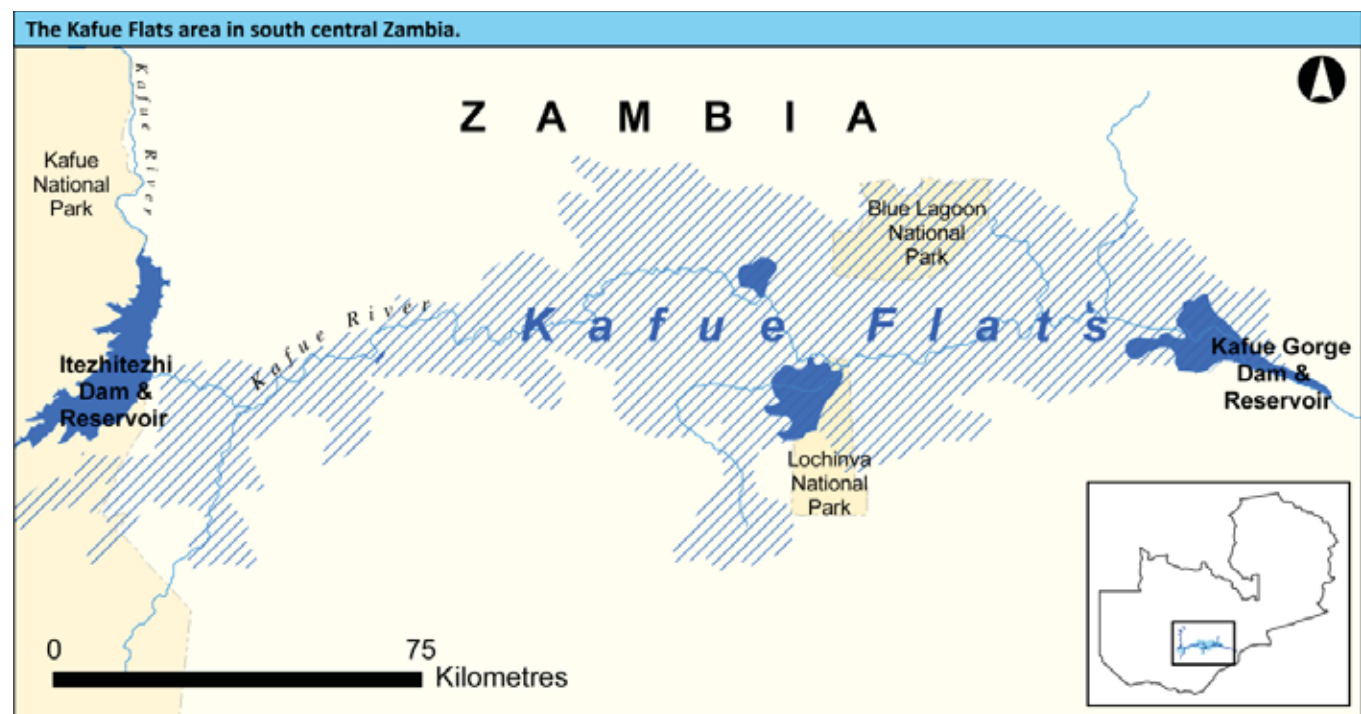 The Kafue Flats area in south central Zambia.
Kafue River
ZAMBIA
Kafue
National
Park
Blue Lagoon
National
Park
Kafue River
Kafue Flats
Itezhitezhi
Dam &
Reservoir
Kafue Gorge
Dam &
Reservoir
Lochinva
National
Park
0 75
Kilometres